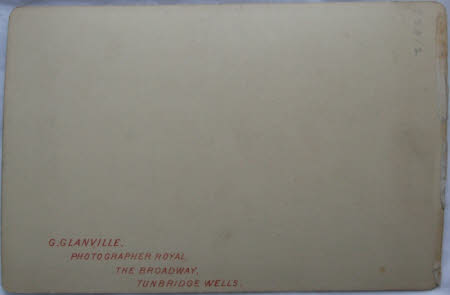 G. GLANVILLE.
PHOTOGRAPHER ROYAL,
THE BROADWAY,
TUNBRIDGE WELLS.